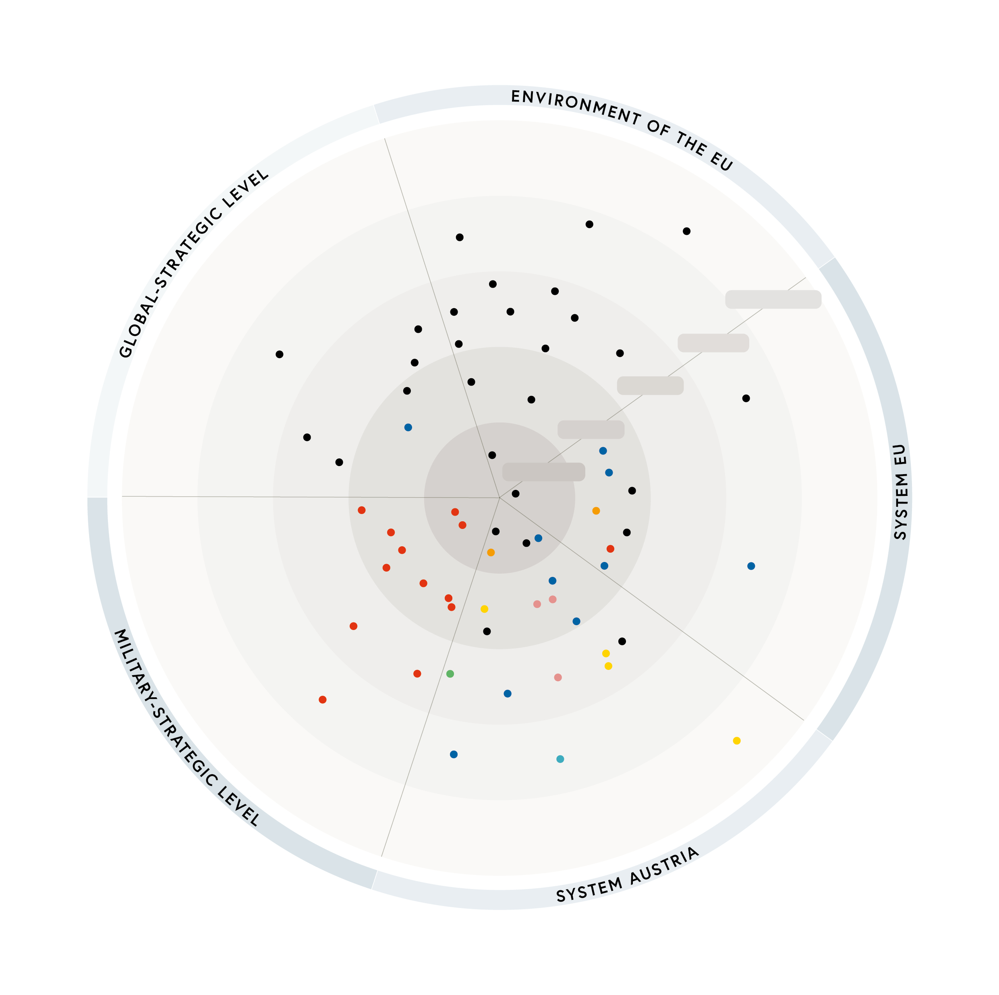 ENVIRONMENT OF THE EU
GLOBAL-STRATEGIC LEVEL
SYSTEM EU
MILITARY-STRATEGIC LEVEL
SYSTEM AUSTRIA